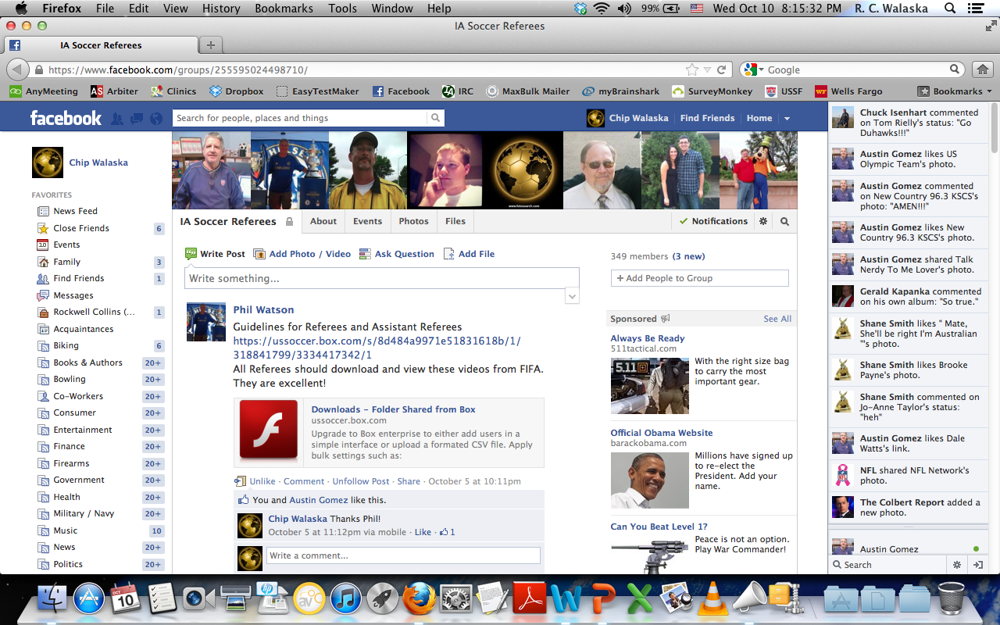 Firefox File Edit View History Bookmarks Tools Window Help 99% Wed Oct 10 8:15:32 PM R. C. Walaska
IA Soccer Referees
IA Soccer Referees
https://www.facebook.com/groups/255595024498710/ Google
AnyMeeting Arbiter Clinics Dropbox EasyTestMaker Facebook IRC MaxBulk Mailer myBrainshark SurveyMonkey USSF Wells Fargo Bookmarks
facebook Search for people, places and things Chip Walaska Find Friends Home
Chip Walaska
FAVORITES
News Feed
Close Friends 6
Events
Family 3
Find Friends 1
Messages
Rockwell Collins (... 1
Acquaintances
Biking 6
Books & Authors 20+
Bowling 20+
Co-Workers 20+
Consumer 20+
Entertainment 20+
Finance 20+
Firearms 20+
Government 20+
Health 20+
Military / Navy 20+
Music 10
News 20+
Politics 20+
www.fotosearch.com
IA Soccer Referees About Events Photos Files Notifications
Write Post Add Photo / Video Ask Question Add File
Write something...
Phil Watson
Guidelines for Referees and Assistant Referees
https://ussoccer.box.com/s/8d484a9971e51831618b/1/
318841799/3334417342/1
All Referees should download and view these videos from FIFA.
They are excellent!
Downloads - Folder Shared from Box
ussoccer.box.com
Upgrade to Box enterprise to either add users in a
simple interface or upload a formated CSV file. Apply
bulk settings such as:
Unlike · Comment · Unfollow Post · Share · October 5 at 10:11pm
You and Austin Gomez like this.
Chip Walaska Thanks Phil!
October 5 at 11:12pm via mobile · Like · 1
Write a comment...
349 members (3 new)
+ Add People to Group
Sponsored See All
Always Be Ready
511tactical.com
5.11
With the right size bag
to carry the most
important gear.
Official Obama Website
barackobama.com
Millions have signed up
to re-elect the
President. Add your
name.
Can You Beat Level 1?
Peace is not an option.
Play War Commander!
Chuck Isenhart commented
on Tom Rielly's status: "Go
Duhawks!!!"
Austin Gomez likes US
Olympic Team's photo.
Austin Gomez commented
on New Country 96.3 KSCS's
photo: "AMEN!!!"
Austin Gomez likes New
Country 96.3 KSCS's photo.
Austin Gomez shared Talk
Nerdy To Me Lover's photo.
Gerald Kapanka commented
on his own album: "So true."
Shane Smith likes " Mate,
She'll be right I'm Australian
"'s photo.
Shane Smith likes Brooke
Payne's photo.
Shane Smith commented on
Jo-Anne Taylor's status:
"heh"
Austin Gomez likes Dale
Watts's link.
NFL shared NFL Network's
photo.
The Colbert Report added a
new photo.
Austin Gomez
Search
OCT
10
hp
av